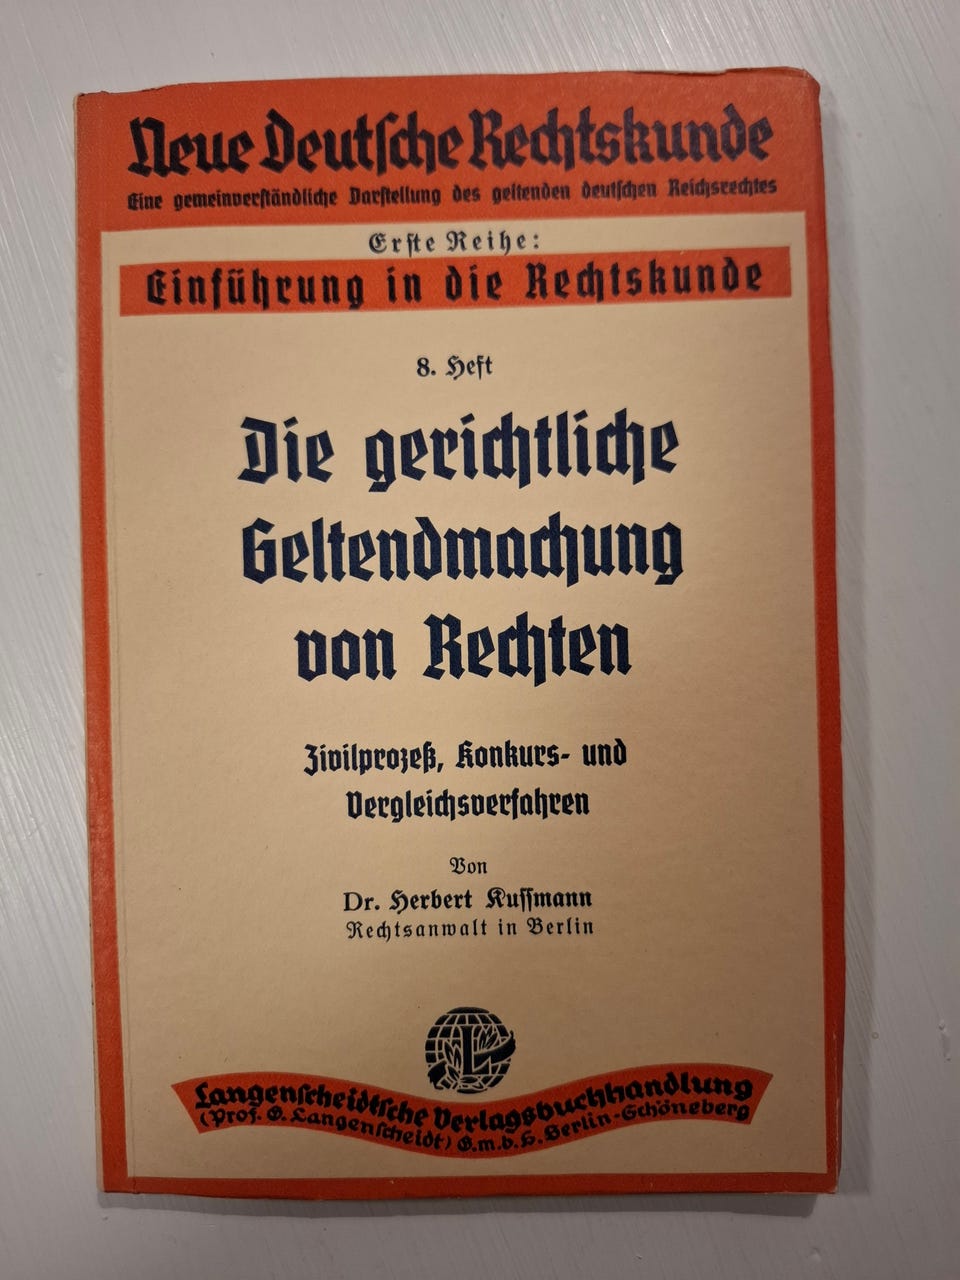 Neue Deutsche Rechtskunde
Eine gemeinverständliche Darstellung des geltenden deutschen Reichsrechtes
Erste Reihe:
Einführung in die Rechtskunde
8. Heft
Die gerichtliche
Geltendmachung
von Rechten
Zivilprozeß, Konkurs- und
Vergleichsverfahren
Von
Dr. Herbert Kussmann
Rechtsanwalt in Berlin
L
Langenscheidtsche Verlagsbuchhandlung
(Prof. G. Langenscheidt) G.m.b.H. Berlin-Schöneberg